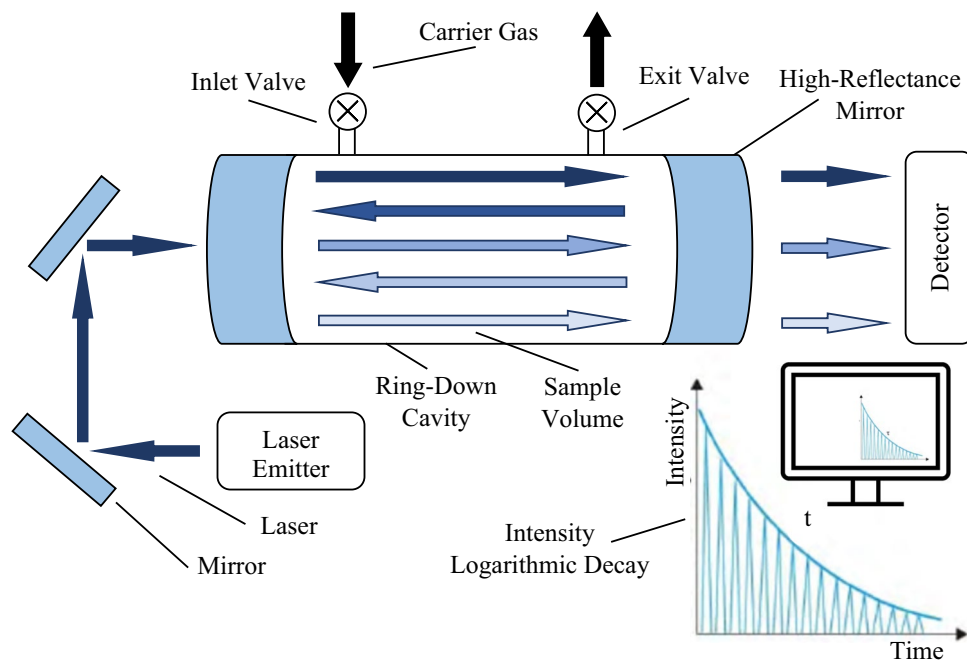 Carrier Gas
Inlet Valve
Exit Valve
High-Reflectance
Mirror
Detector
Ring-Down
Cavity
Sample
Volume
Laser
Emitter
Laser
Mirror
Intensity
t
Intensity
Logarithmic Decay
Time